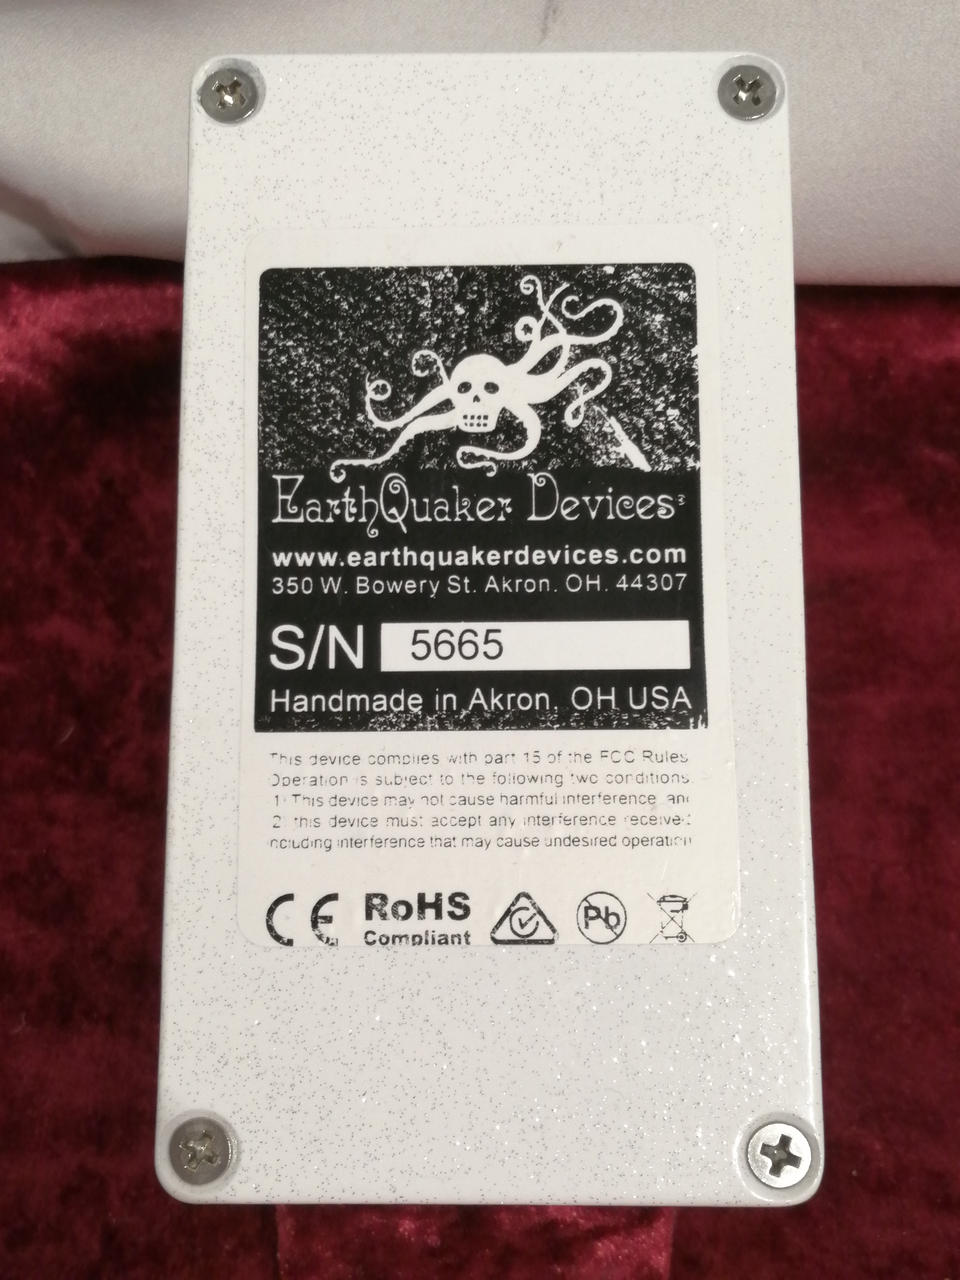 EarthQuaker Devices
www.earthquakerdevices.com
350 W. Bowery St. Akron. OH. 44307
S/N 5665
Handmade in Akron, OH USA
This device complies with part 15 of the FCC Rules
Operation is subject to the following two conditions.
1) This device may not cause harmful interference and
2) this device must accept any interference received
including interference that may cause undesired operation
CE RoHS Pb
Compliant